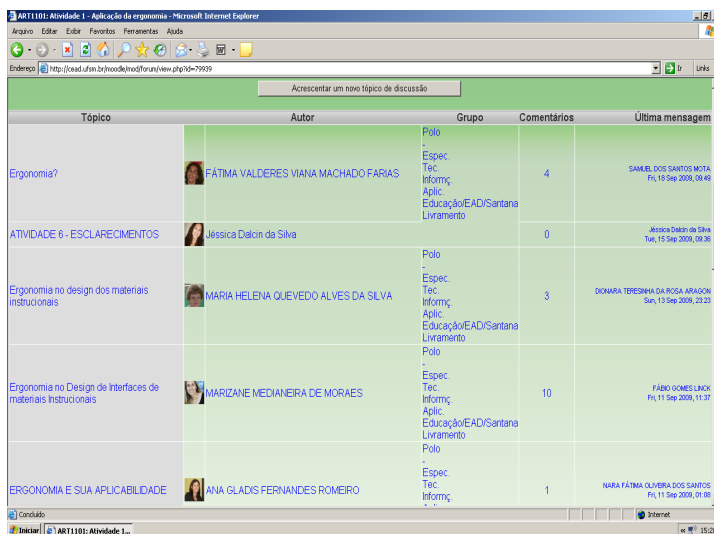 ART1101: Atividade 1 - Aplicação da ergonomia - Microsoft Internet Explorer
Arquivo Editar Exibir Favoritos Ferramentas Ajuda
Endereço http://cead.ufsm.br/moodle/mod/forum/view.php?id=79939 Ir Links
Acrescentar um novo tópico de discussão
Tópico Autor Grupo Comentários Última mensagem
Ergonomia? FÁTIMA VALDERES VIANA MACHADO FARIAS
Polo
-
Espec.
Tec.
Informç.
Aplic.
Educação/EAD/Santana
Livramento
4
SAMUEL DOS SANTOS MOTA
Fri, 18 Sep 2009, 09:49
ATIVIDADE 6 - ESCLARECIMENTOS Jéssica Dalcin da Silva 0
Jéssica Dalcin da Silva
Tue, 15 Sep 2009, 09:36
Ergonomia no design dos materiais
instrucionais
MARIA HELENA QUEVEDO ALVES DA SILVA
Polo
-
Espec.
Tec.
Informç.
Aplic.
Educação/EAD/Santana
Livramento
3
DIONARA TERESINHA DA ROSA ARAGON
Sun, 13 Sep 2009, 23:23
Ergonomia no Design de Interfaces de
materiais Instrucionais
MARIZANE MEDIANEIRA DE MORAES
Polo
-
Espec.
Tec.
Informç.
Aplic.
Educação/EAD/Santana
Livramento
10
FÁBIO GOMES LINCK
Fri, 11 Sep 2009, 11:37
ERGONOMIA E SUA APLICABILIDADE ANA GLADIS FERNANDES ROMEIRO
Polo
-
Espec.
Tec.
Informç.
1
NARA FÁTIMA OLIVEIRA DOS SANTOS
Fri, 11 Sep 2009, 01:08
Concluído Internet
Iniciar ART1101: Atividade 1...